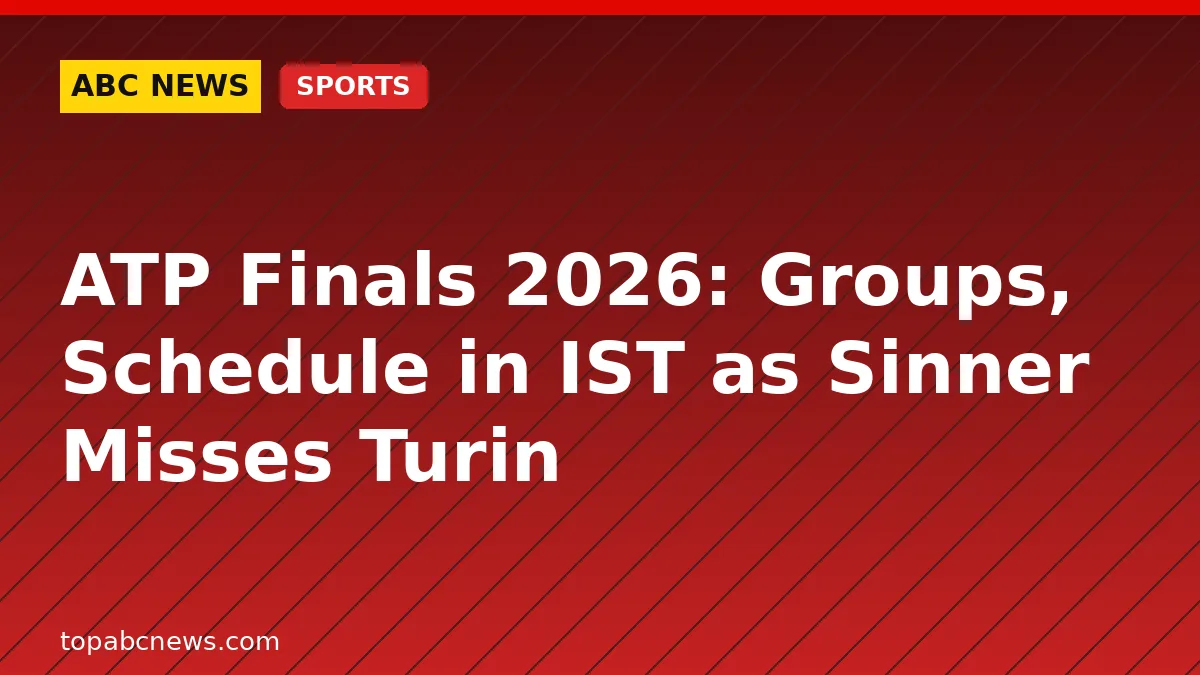 ABC NEWS
SPORTS
ATP Finals 2026: Groups,
Schedule in IST as Sinner
Misses Turin
topabcnews.com